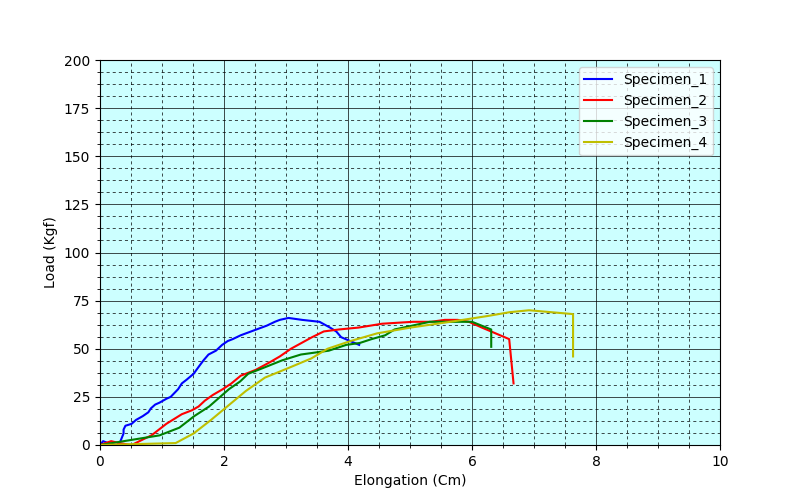 200
175
150
125
100
75
50
25
0
Load (Kgf)
0 2 4 6 8 10
Elongation (Cm)
Specimen_1
Specimen_2
Specimen_3
Specimen_4